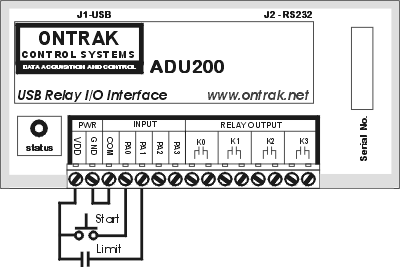 J1-USB J2 - RS232
ONTRAK
CONTROL SYSTEMS
DATA ACQUISITION AND CONTROL
ADU200
USB Relay I/O Interface www.ontrak.net
status
PWR INPUT RELAY OUTPUT
VDD GND COM PA0 PA1 PA2 PA3 K0 K1 K2 K3
Serial No.
Start
Limit